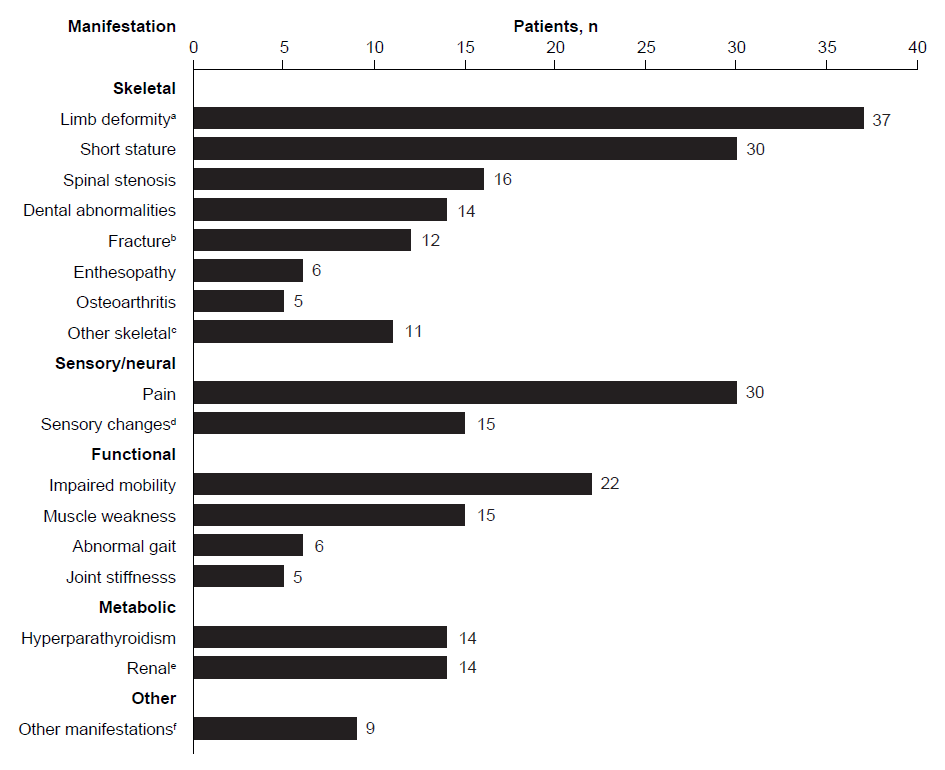 Manifestation Patients, n
0 5 10 15 20 25 30 35 40
Skeletal
Limb deformityᵃ 37
Short stature 30
Spinal stenosis 16
Dental abnormalities 14
Fractureᵇ 12
Enthesopathy 6
Osteoarthritis 5
Other skeletalᶜ 11
Sensory/neural
Pain 30
Sensory changesᵈ 15
Functional
Impaired mobility 22
Muscle weakness 15
Abnormal gait 6
Joint stiffnesss 5
Metabolic
Hyperparathyroidism 14
Renalᵉ 14
Other
Other manifestationsᶠ 9